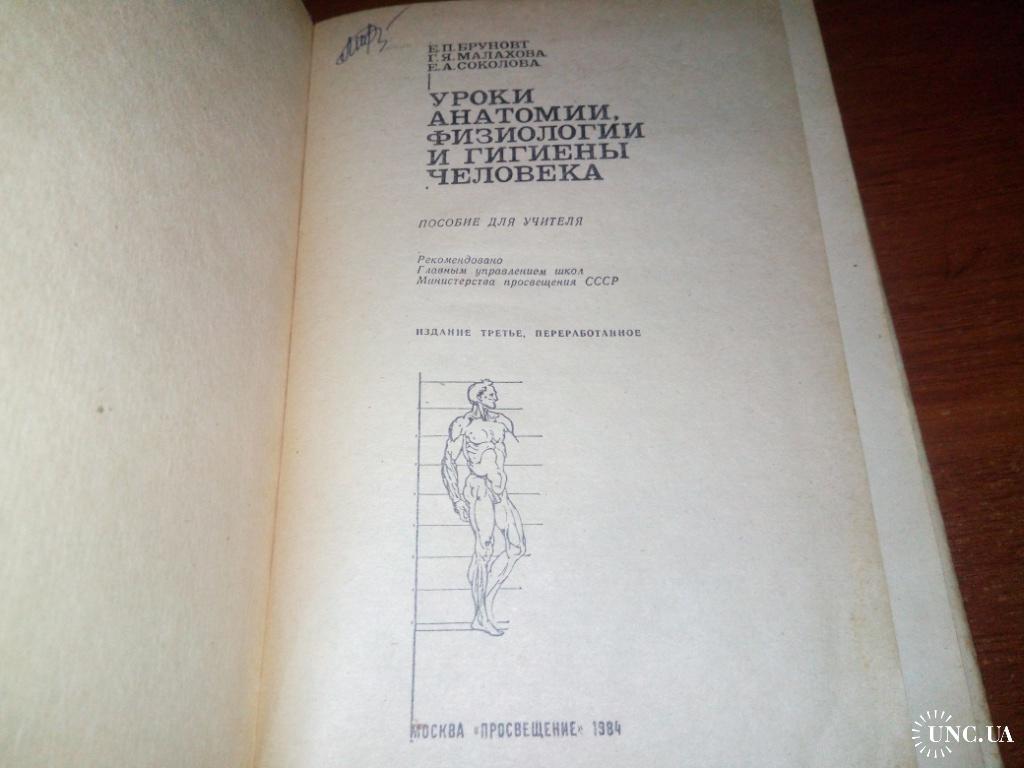 Е.П.БРУНОВТ
Г.Я.МАЛАХОВА
Е.А.СОКОЛОВА
УРОКИ
АНАТОМИИ,
ФИЗИОЛОГИИ
И ГИГИЕНЫ
ЧЕЛОВЕКА
ПОСОБИЕ ДЛЯ УЧИТЕЛЯ
Рекомендовано
Главным управлением школ
Министерства просвещения СССР
ИЗДАНИЕ ТРЕТЬЕ, ПЕРЕРАБОТАННОЕ
МОСКВА «ПРОСВЕЩЕНИЕ» 1984
UNC.UA